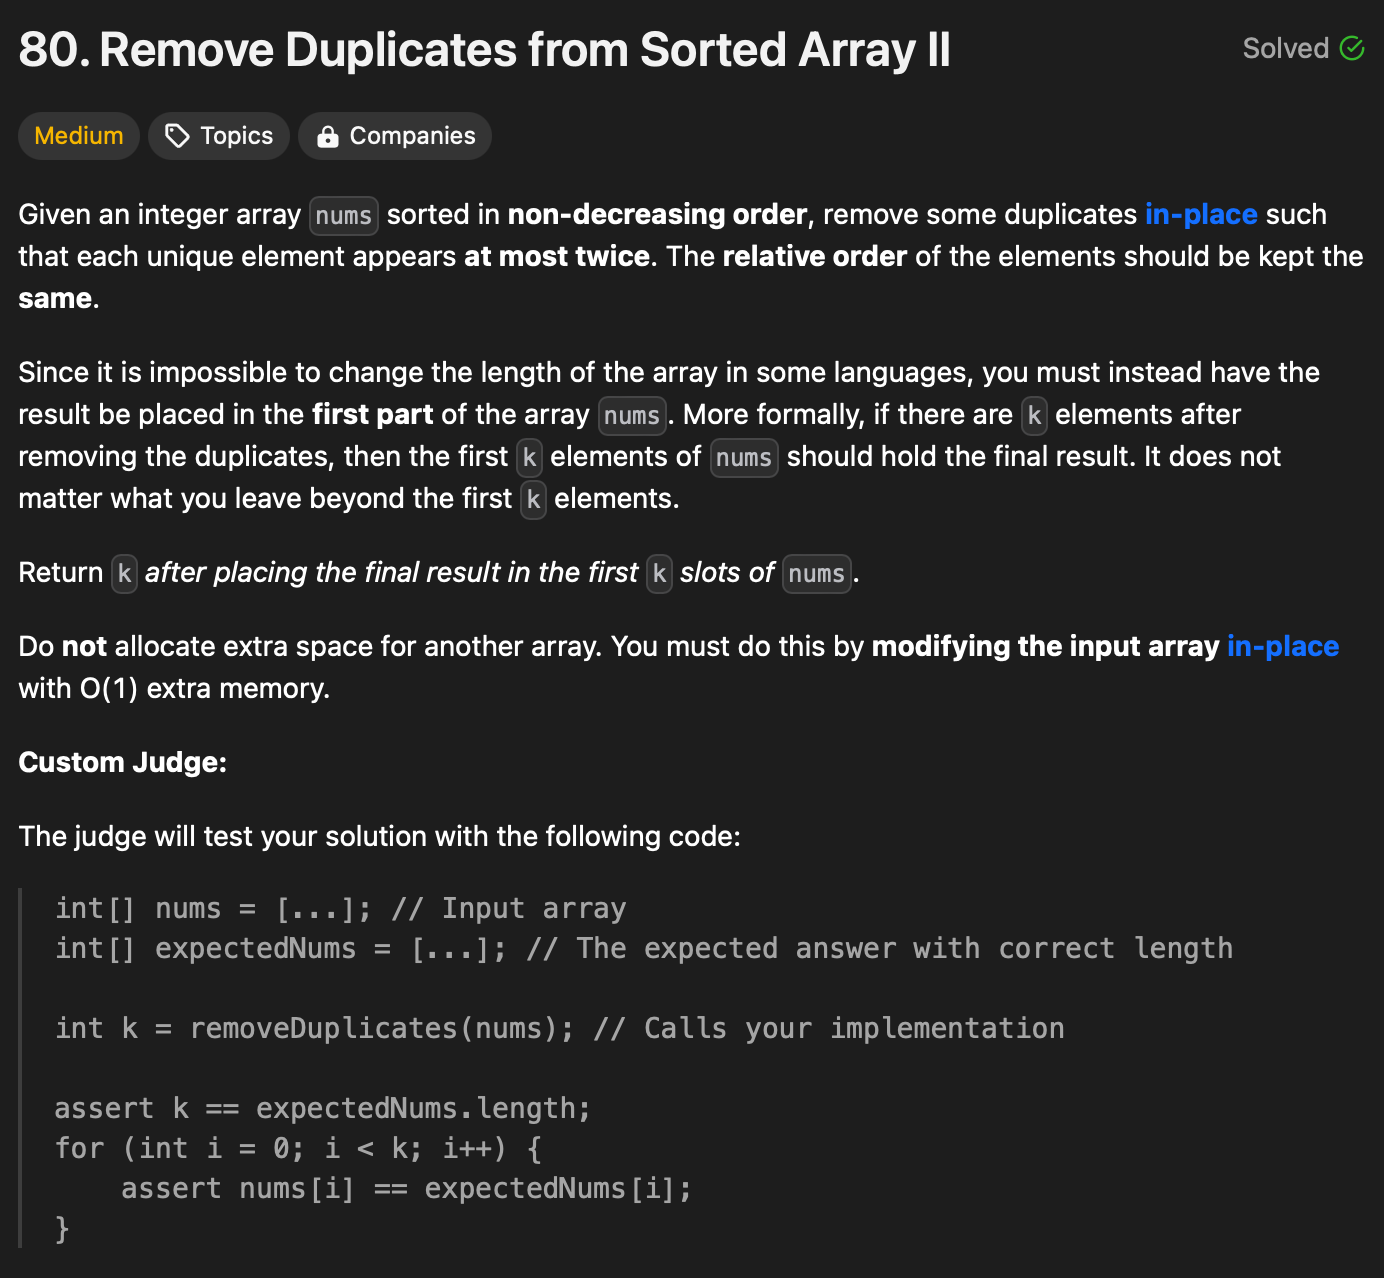 80. Remove Duplicates from Sorted Array II
Solved
Medium
Topics
Companies
Given an integer array nums sorted in non-decreasing order, remove some duplicates in-place such
that each unique element appears at most twice. The relative order of the elements should be kept the
same.
Since it is impossible to change the length of the array in some languages, you must instead have the
result be placed in the first part of the array nums. More formally, if there are k elements after
removing the duplicates, then the first k elements of nums should hold the final result. It does not
matter what you leave beyond the first k elements.
Return k after placing the final result in the first k slots of nums.
Do not allocate extra space for another array. You must do this by modifying the input array in-place
with O(1) extra memory.
Custom Judge:
The judge will test your solution with the following code:
int[] nums = [...]; // Input array
int[] expectedNums = [...]; // The expected answer with correct length
int k = removeDuplicates(nums); // Calls your implementation
assert k == expectedNums.length;
for (int i = 0; i < k; i++) {
    assert nums[i] == expectedNums[i];
}